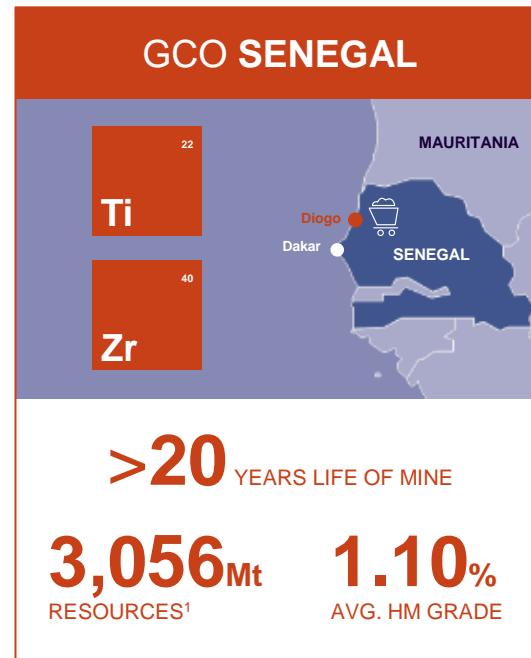 GCO SENEGAL
22
Ti
40
Zr
MAURITANIA
Diogo
Dakar
SENEGAL
>20 YEARS LIFE OF MINE
3,056Mt
RESOURCES¹
1.10%
AVG. HM GRADE